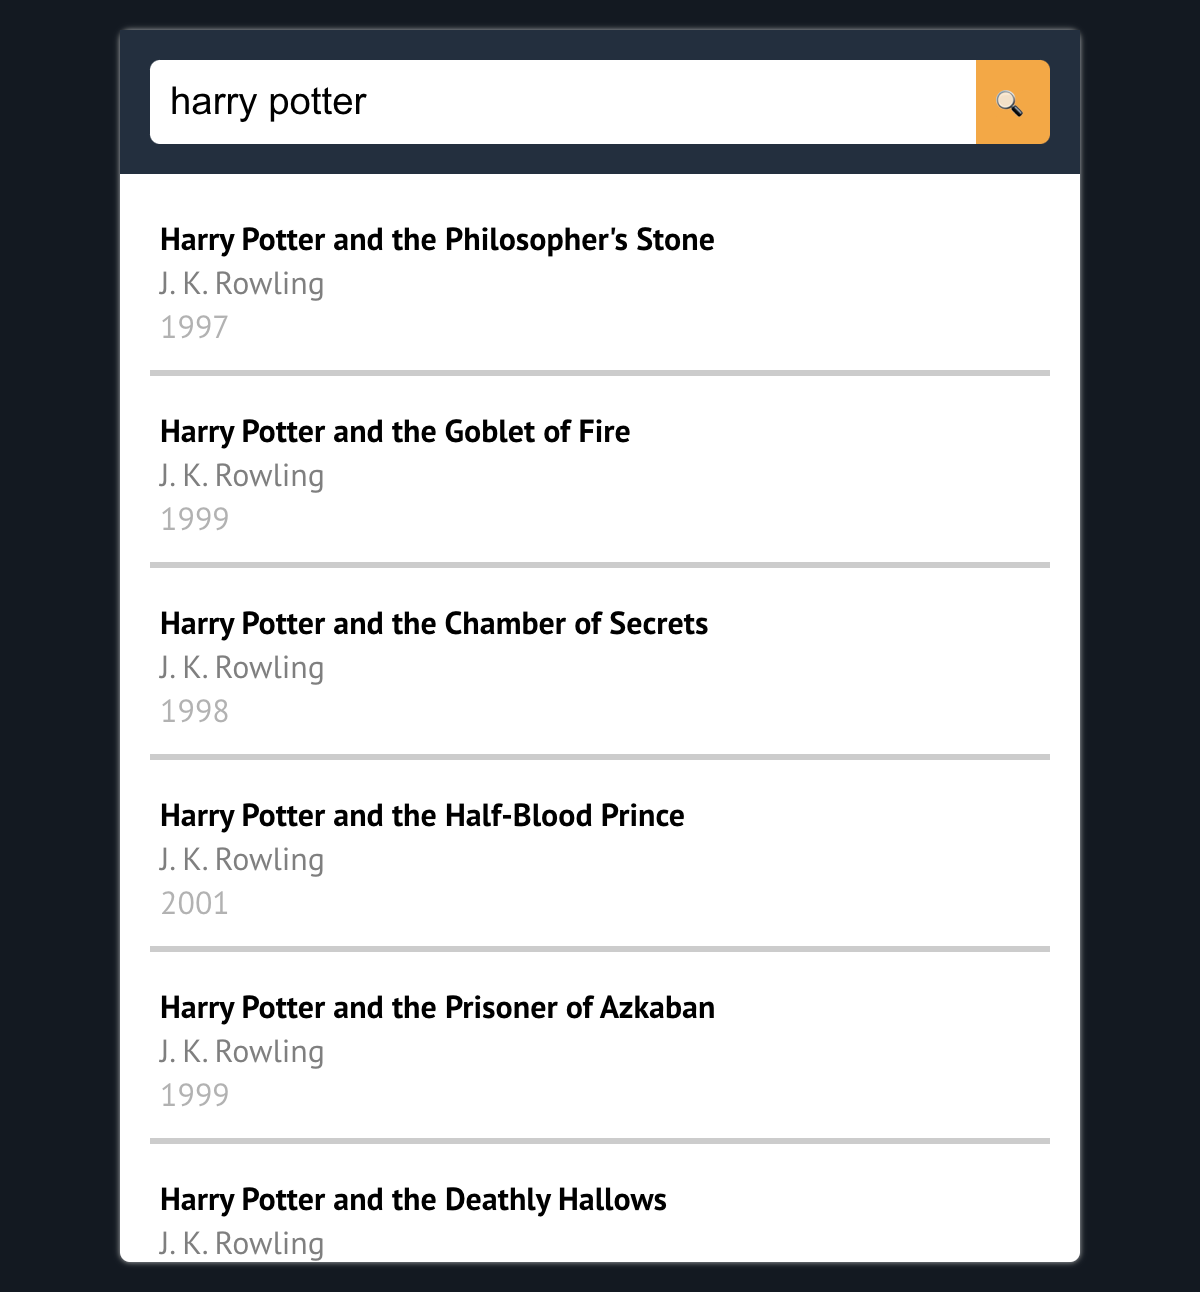 harry potter
Harry Potter and the Philosopher's Stone
J. K. Rowling
1997
Harry Potter and the Goblet of Fire
J. K. Rowling
1999
Harry Potter and the Chamber of Secrets
J. K. Rowling
1998
Harry Potter and the Half-Blood Prince
J. K. Rowling
2001
Harry Potter and the Prisoner of Azkaban
J. K. Rowling
1999
Harry Potter and the Deathly Hallows
J. K. Rowling